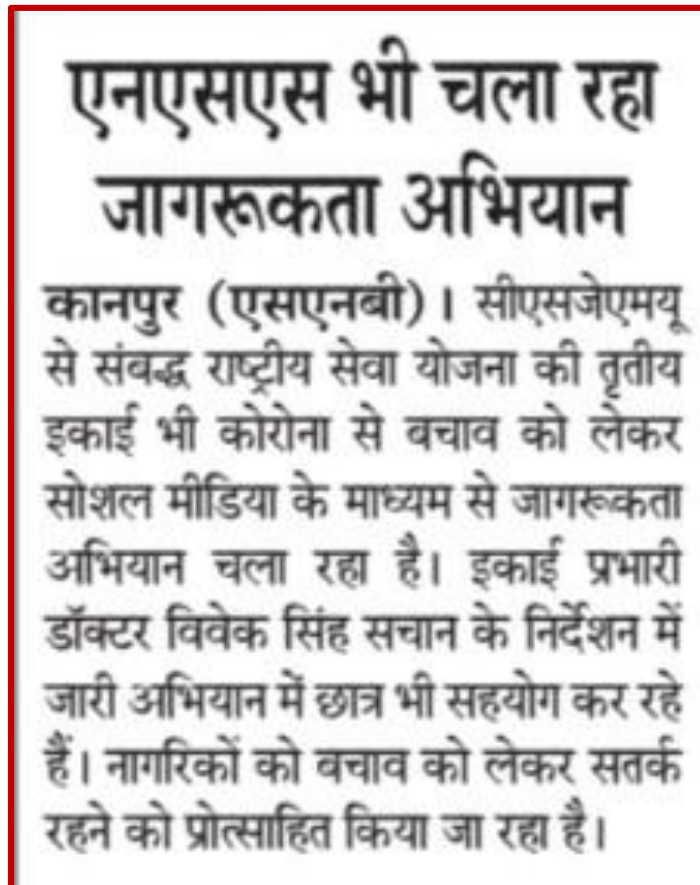 एनएसएस भी चला रहा
जागरूकता अभियान
कानपुर (एसएनबी)। सीएसजेएमयू
से संबद्ध राष्ट्रीय सेवा योजना की तृतीय
इकाई भी कोरोना से बचाव को लेकर
सोशल मीडिया के माध्यम से जागरूकता
अभियान चला रहा है। इकाई प्रभारी
डॉक्टर विवेक सिंह सचान के निर्देशन में
जारी अभियान में छात्र भी सहयोग कर रहे
हैं। नागरिकों को बचाव को लेकर सतर्क
रहने को प्रोत्साहित किया जा रहा है।